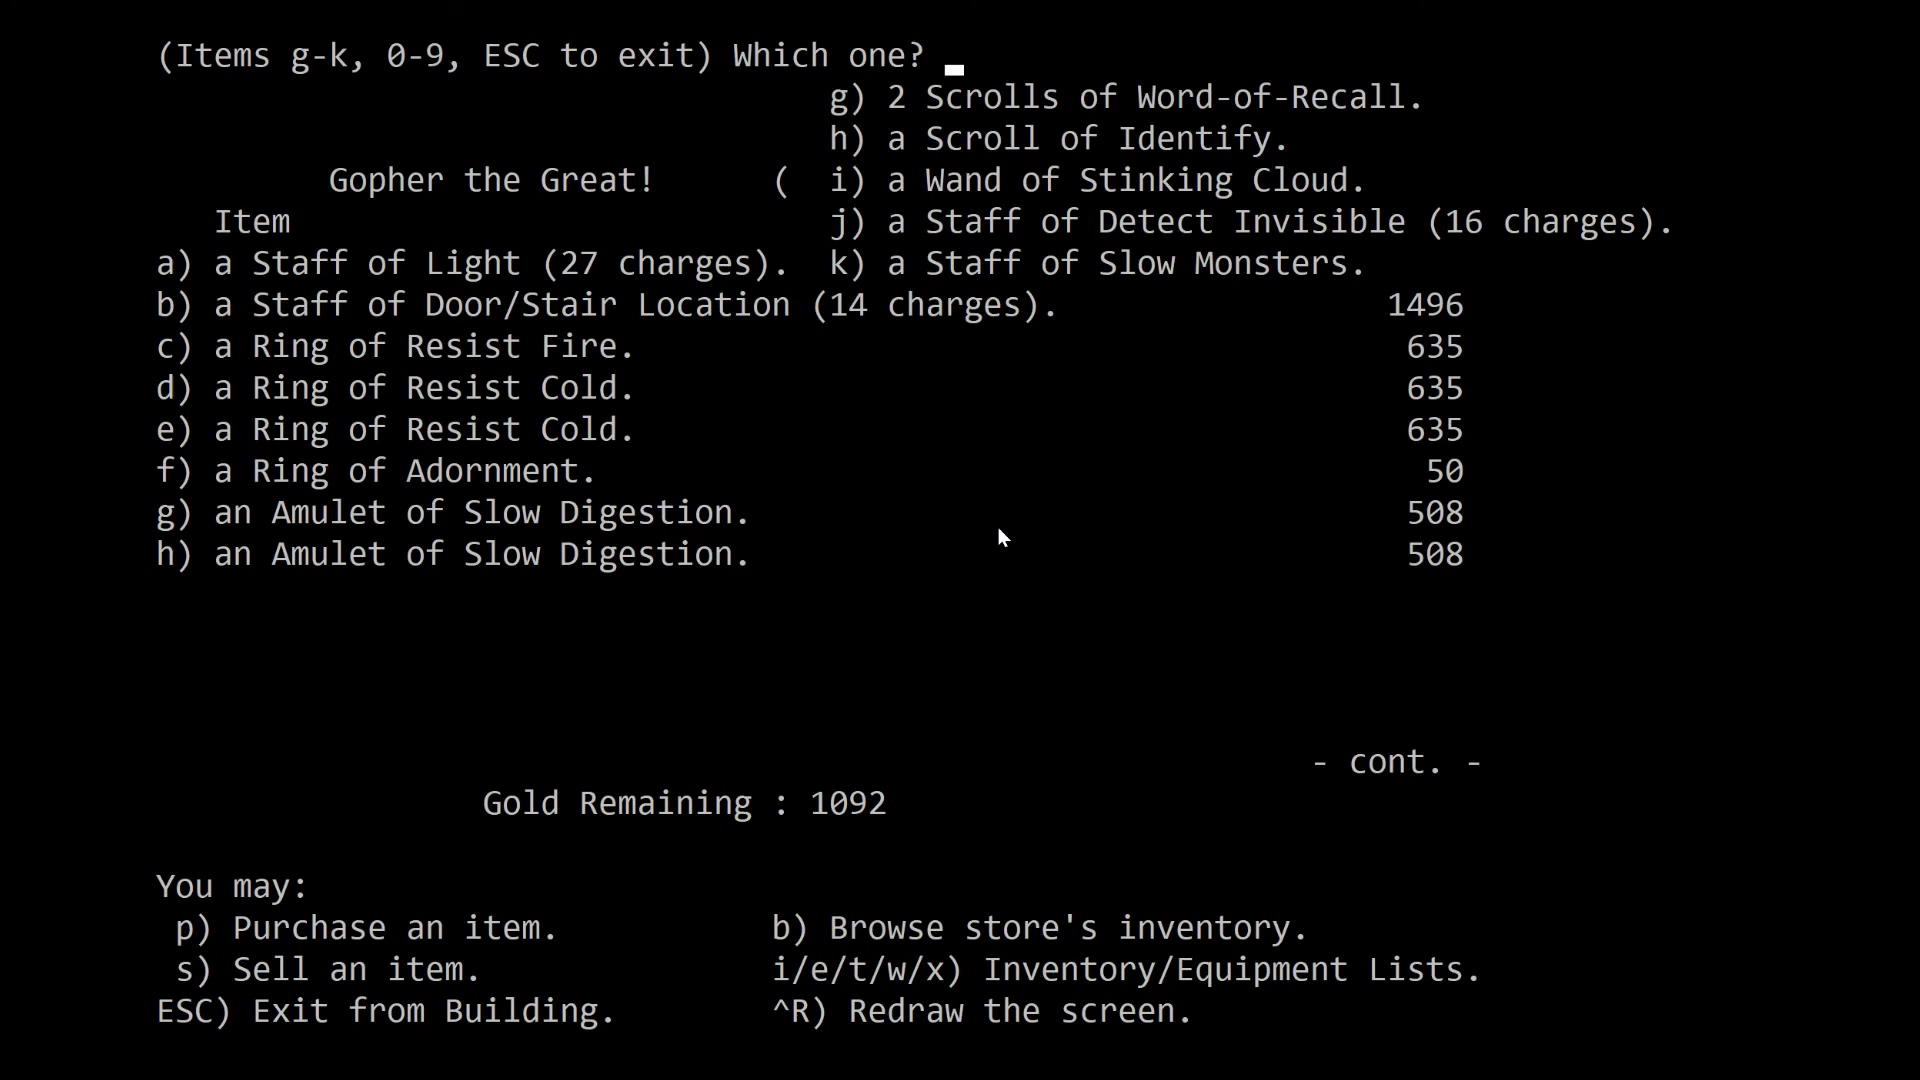 (Items g-k, 0-9, ESC to exit) Which one?
g) 2 Scrolls of Word-of-Recall.
h) a Scroll of Identify.
Gopher the Great! ( i) a Wand of Stinking Cloud.
Item j) a Staff of Detect Invisible (16 charges).
a) a Staff of Light (27 charges). k) a Staff of Slow Monsters.
b) a Staff of Door/Stair Location (14 charges). 1496
c) a Ring of Resist Fire. 635
d) a Ring of Resist Cold. 635
e) a Ring of Resist Cold. 635
f) a Ring of Adornment. 50
g) an Amulet of Slow Digestion. 508
h) an Amulet of Slow Digestion. 508
- cont. -
Gold Remaining : 1092
You may:
p) Purchase an item. b) Browse store's inventory.
s) Sell an item. i/e/t/w/x) Inventory/Equipment Lists.
ESC) Exit from Building. ^R) Redraw the screen.